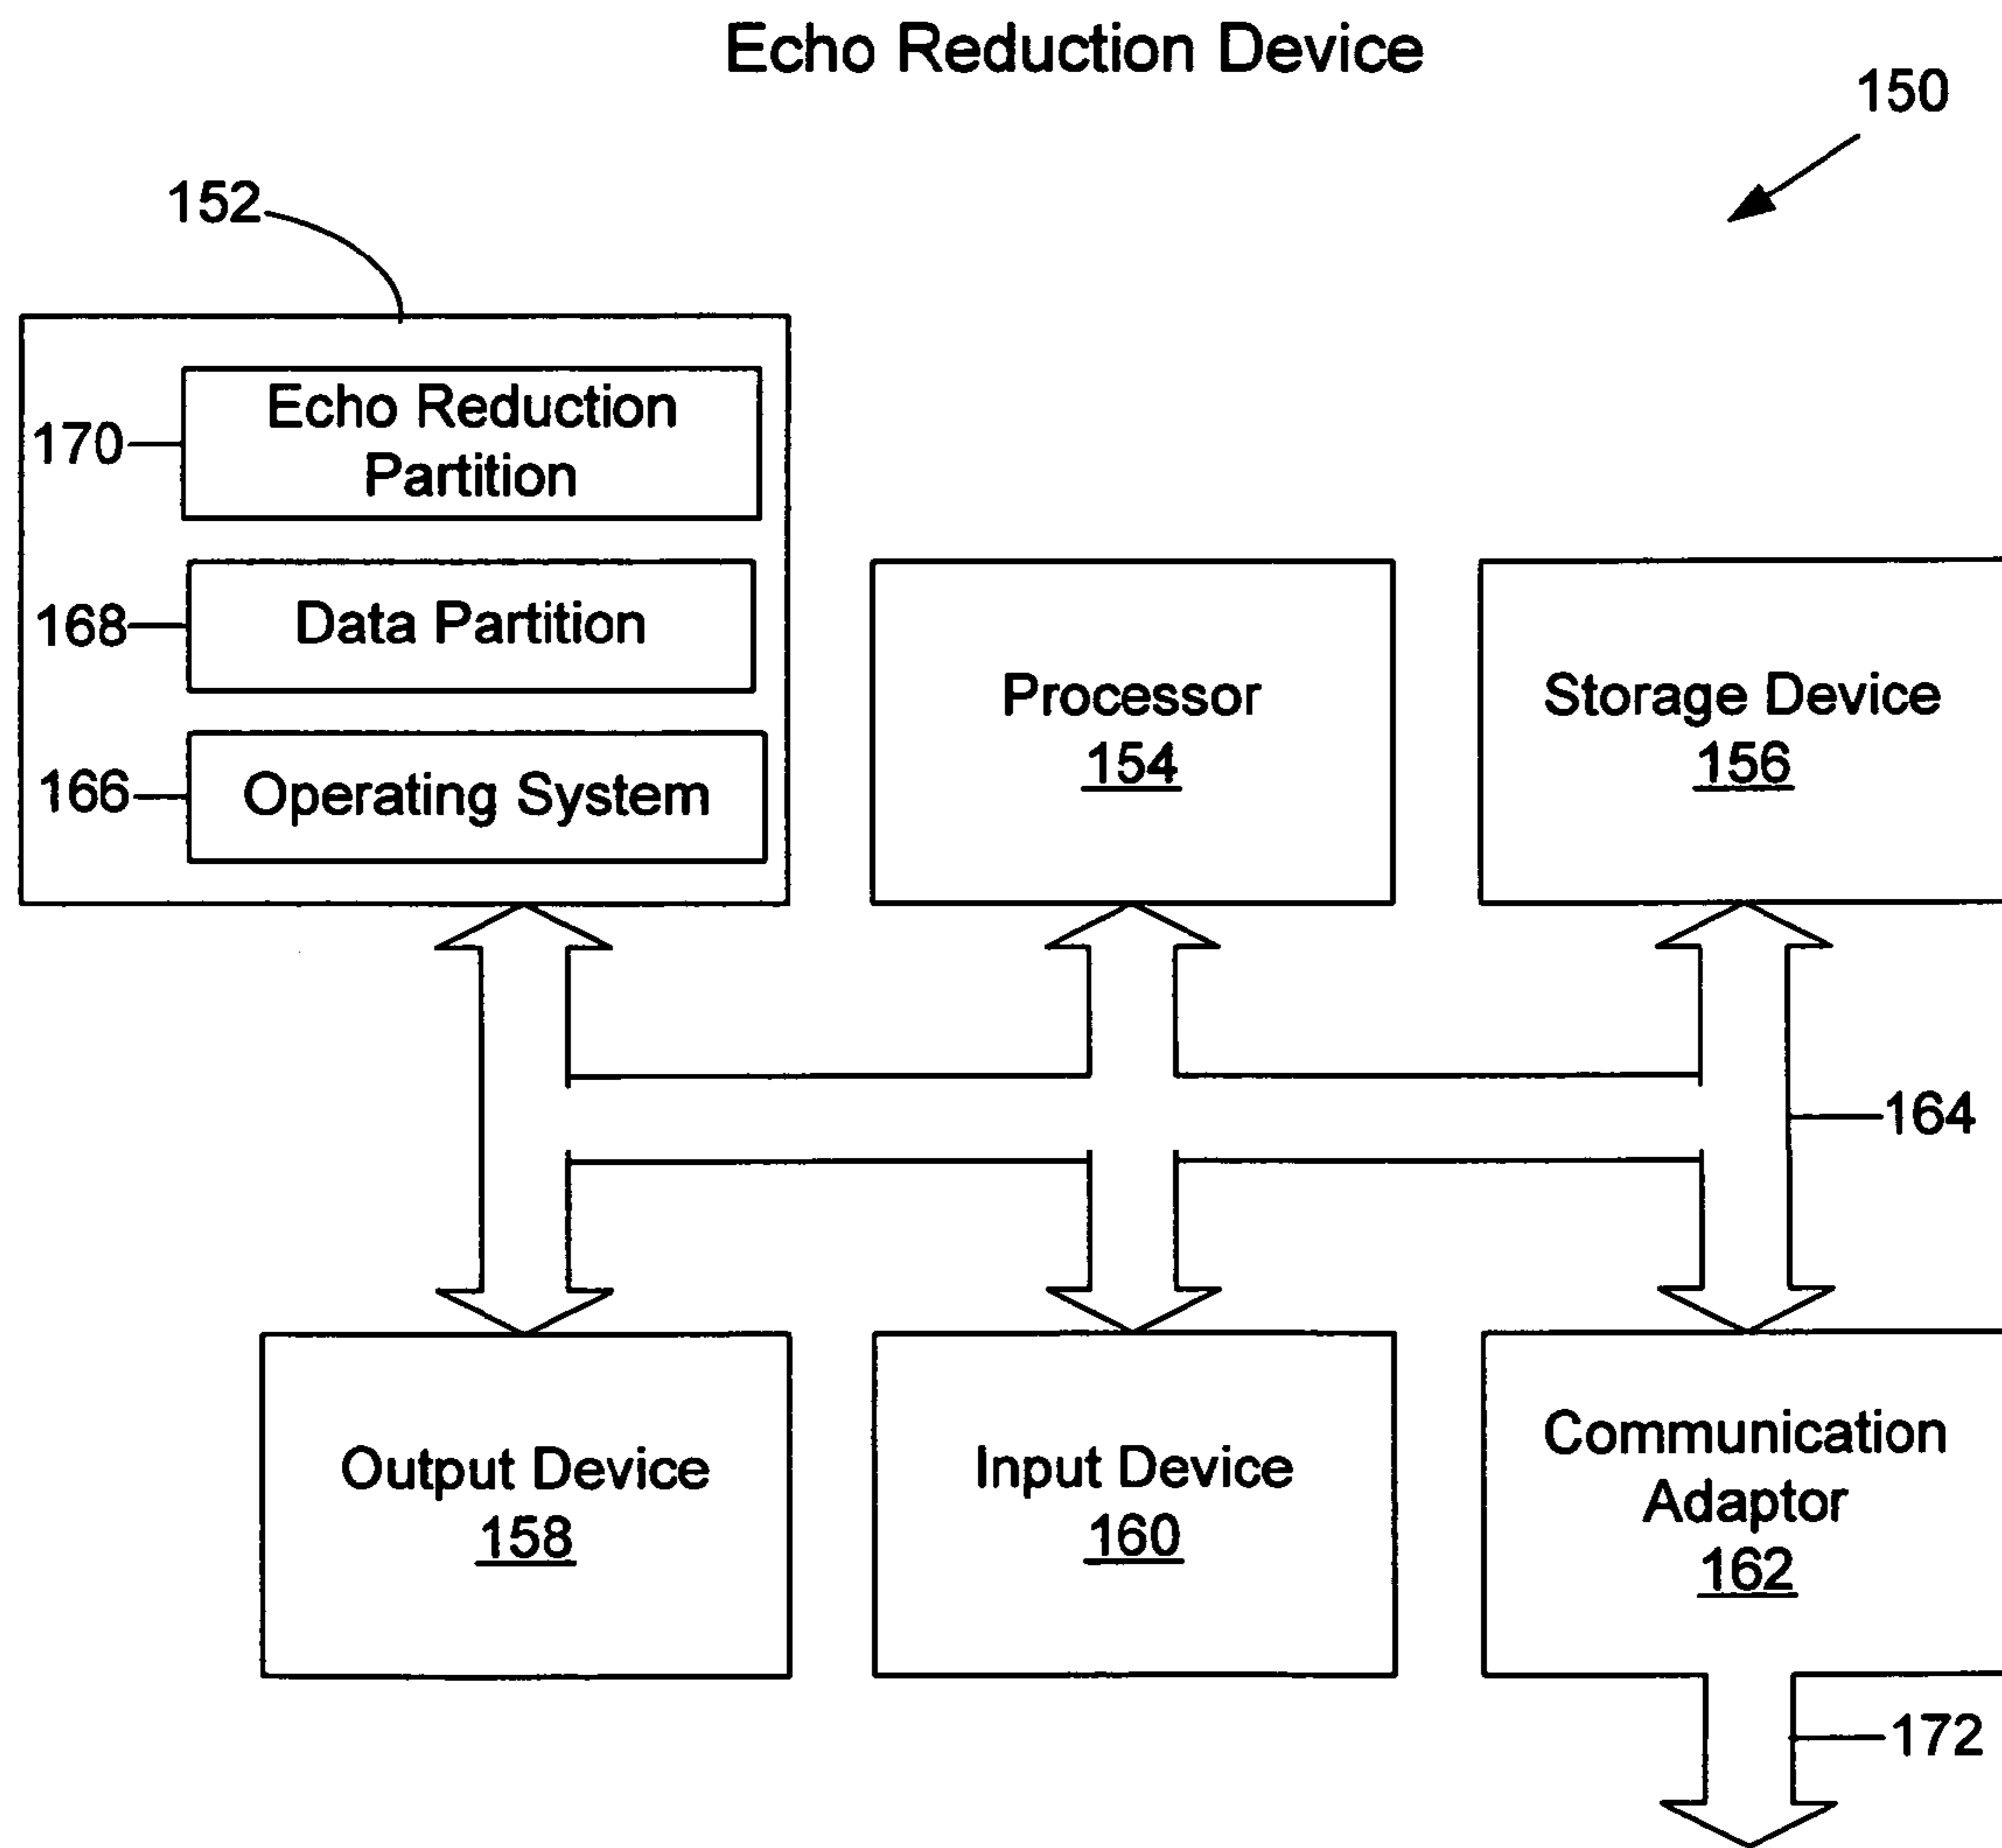 Echo Reduction Device
150
152
Echo Reduction
Partition
170
Data Partition
168
Operating System
166
Processor
154
Storage Device
156
164
Output Device
158
Input Device
160
Communication
Adaptor
162
172